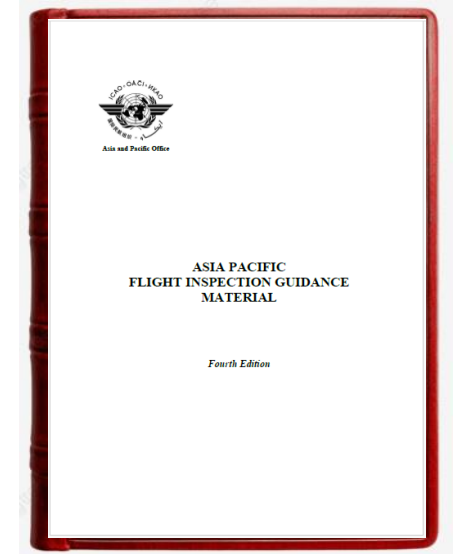 ICAO · OACI · ИКАО
Asia and Pacific Office
ASIA PACIFIC
FLIGHT INSPECTION GUIDANCE
MATERIAL
Fourth Edition